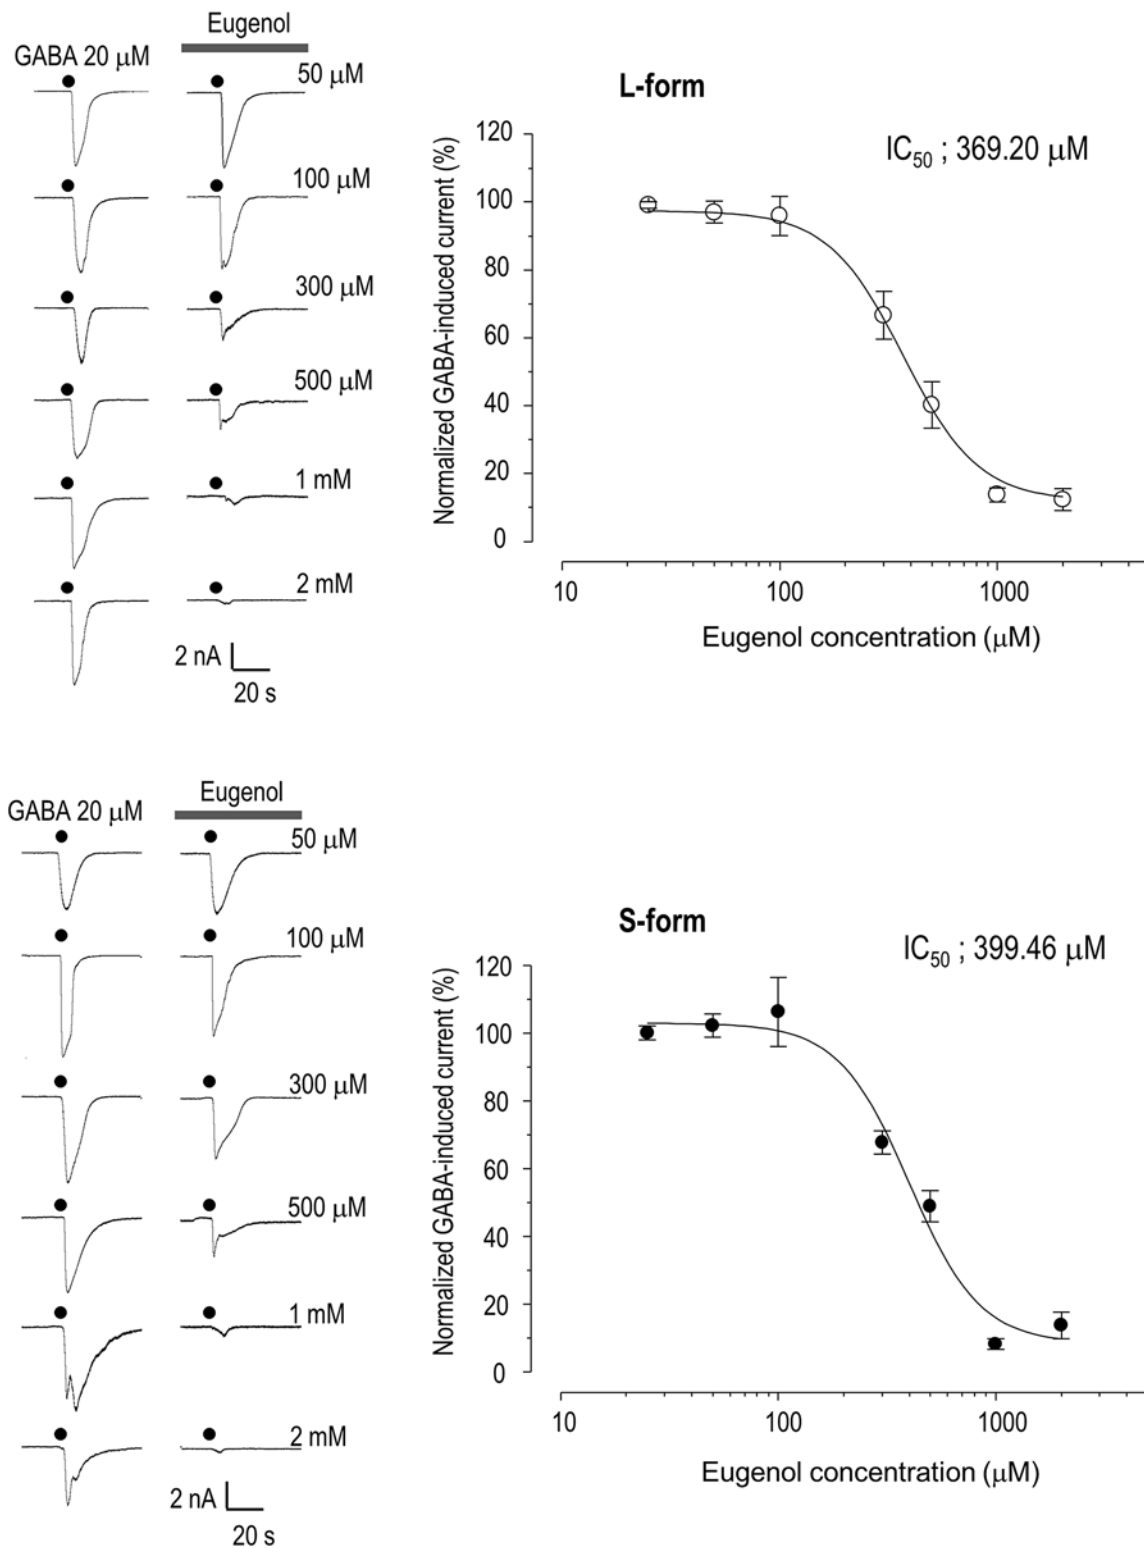 Eugenol
GABA 20 μM
50 μM
100 μM
300 μM
500 μM
1 mM
2 mM
2 nA
20 s
L-form
IC50 ; 369.20 μM
Normalized GABA-induced current (%)
120
100
80
60
40
20
0
10
100
1000
Eugenol concentration (μM)
Eugenol
GABA 20 μM
50 μM
100 μM
300 μM
500 μM
1 mM
2 mM
2 nA
20 s
S-form
IC50 ; 399.46 μM
Normalized GABA-induced current (%)
120
100
80
60
40
20
0
10
100
1000
Eugenol concentration (μM)